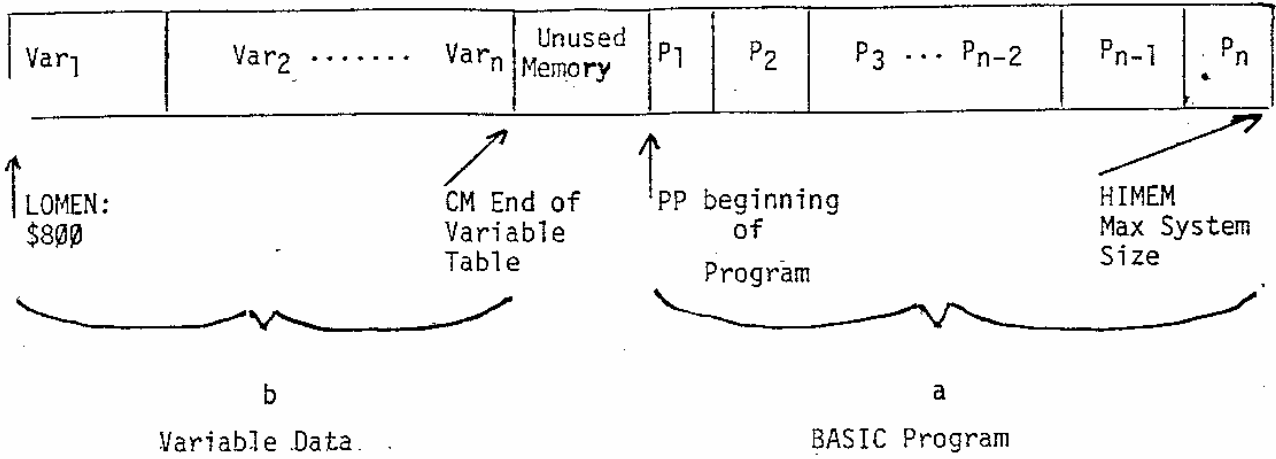 Var1 Var2 ....... Varn Unused Memory P1 P2 P3 ... Pn-2 Pn-1 Pn
LOMEN:
$8ØØ
CM End of
Variable
Table
PP beginning
of
Program
HIMEM
Max System
Size
b
Variable Data
a
BASIC Program